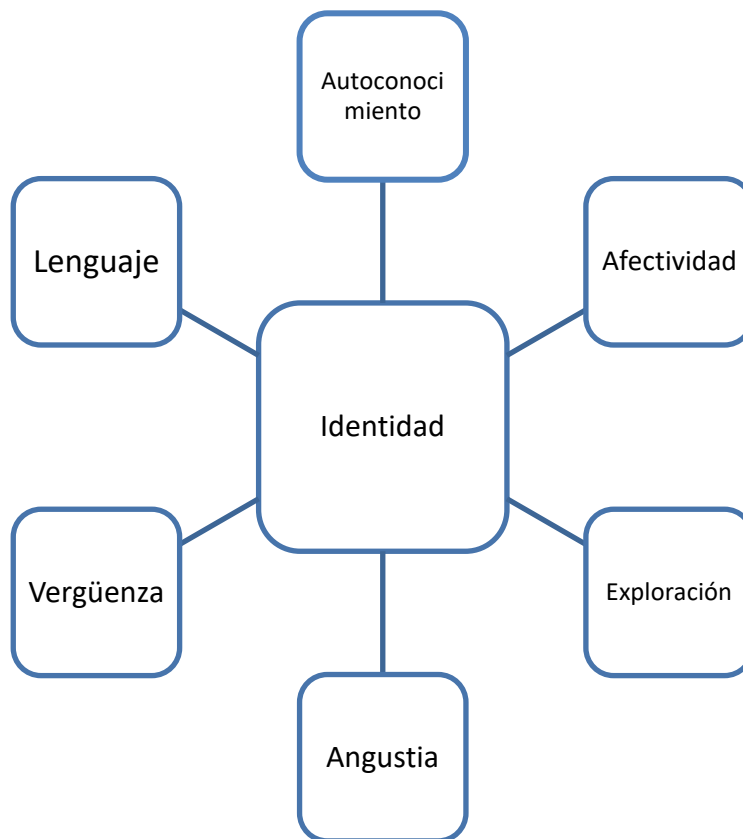 Autoconoci
miento
Lenguaje
Afectividad
Identidad
Vergüenza
Exploración
Angustia